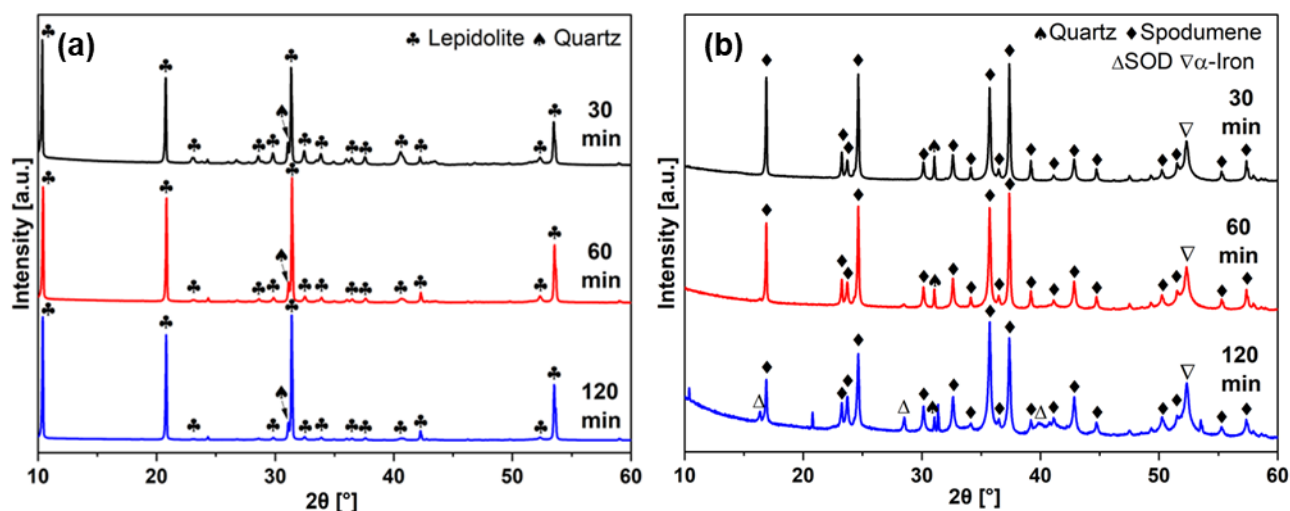 (a)
♣ Lepidolite ♠ Quartz
30
min
60
min
120
min
Intensity [a.u.]
10 20 30 40 50 60
2θ [°]
(b)
♠Quartz ♦ Spodumene
ΔSOD ∇α-Iron
30
min
60
min
120
min
Intensity [a.u.]
10 20 30 40 50 60
2θ [°]